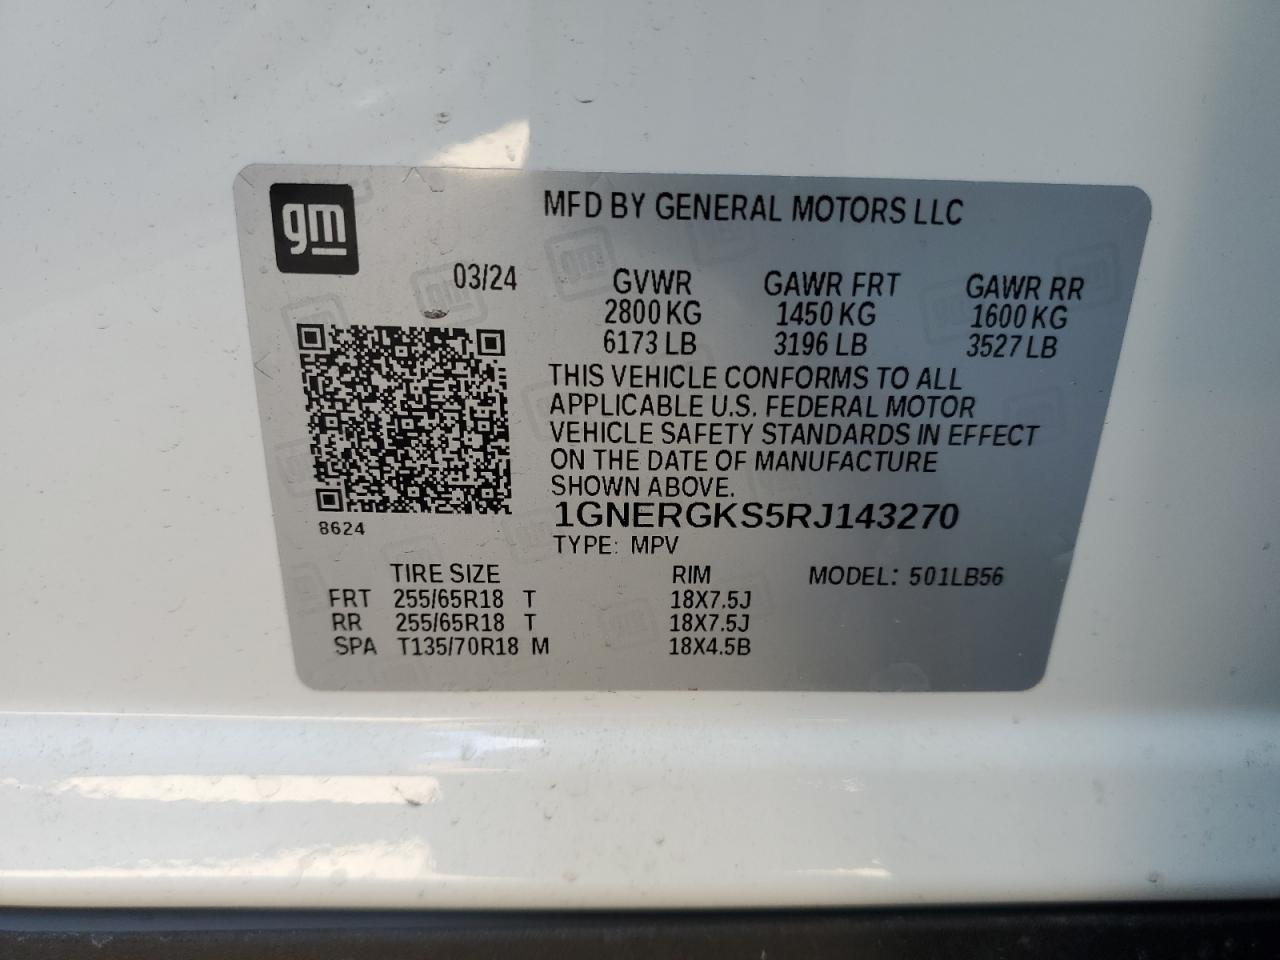 gm
MFD BY GENERAL MOTORS LLC
03/24
GVWR GAWR FRT GAWR RR
2800 KG 1450 KG 1600 KG
6173 LB 3196 LB 3527 LB
THIS VEHICLE CONFORMS TO ALL
APPLICABLE U.S. FEDERAL MOTOR
VEHICLE SAFETY STANDARDS IN EFFECT
ON THE DATE OF MANUFACTURE
SHOWN ABOVE.
8624
1GNERGKS5RJ143270
TYPE: MPV
TIRE SIZE RIM MODEL: 501LB56
FRT 255/65R18 T 18X7.5J
RR 255/65R18 T 18X7.5J
SPA T135/70R18 M 18X4.5B